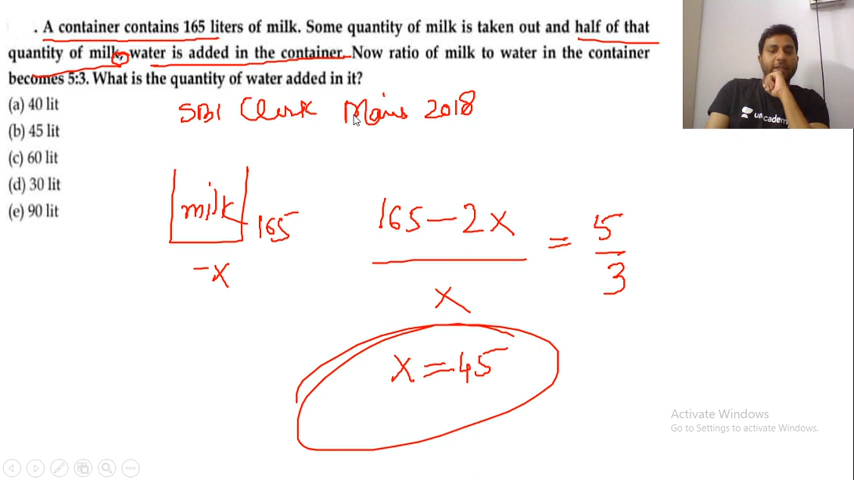 . A container contains 165 liters of milk. Some quantity of milk is taken out and half of that
quantity of milk, water is added in the container. Now ratio of milk to water in the container
becomes 5:3. What is the quantity of water added in it?
(a) 40 lit
(b) 45 lit
(c) 60 lit
(d) 30 lit
(e) 90 lit
SBI Clerk Mains 2018
milk
165
-x
165-2x
x
=
5
3
x=45
Activate Windows
Go to Settings to activate Windows.